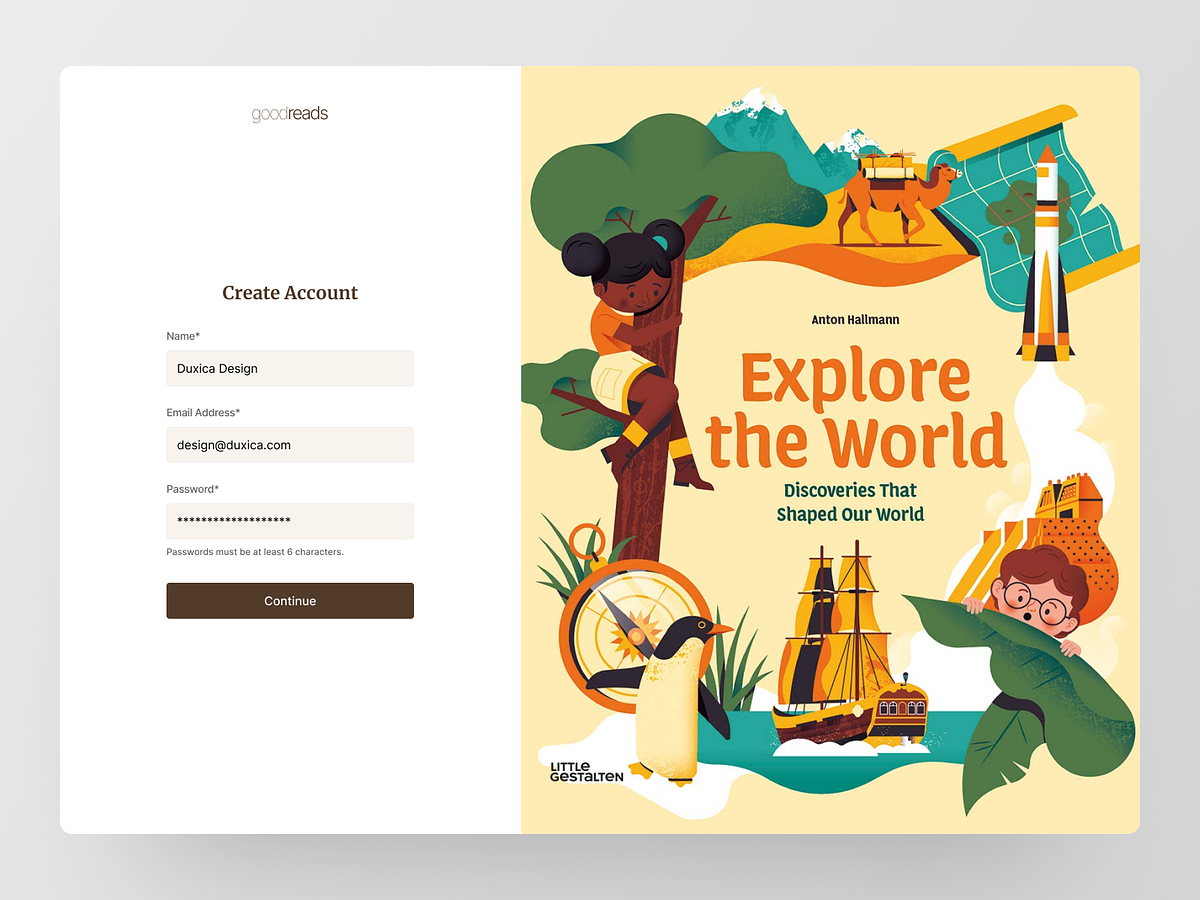 goodreads
Create Account
Name*
Duxica Design
Email Address*
design@duxica.com
Password*
*******************
Passwords must be at least 6 characters.
Continue
Anton Hallmann
Explore
the World
Discoveries That
Shaped Our World
LITTLE
GESTALTEN